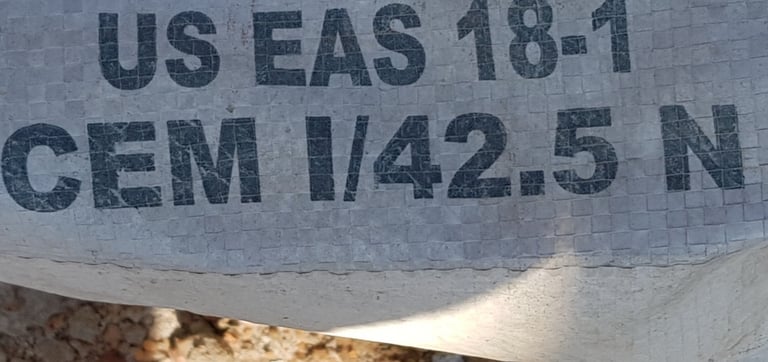 US EAS 18-1
CEM I/42.5 N